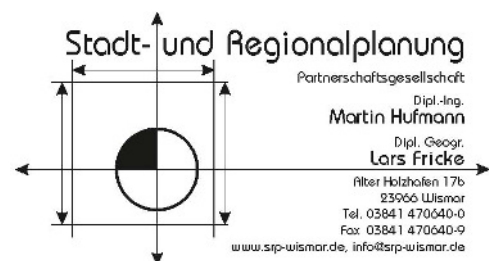 Stadt- und Regionalplanung
Partnerschaftsgesellschaft
Dipl.-Ing.
Martin Hufmann
Dipl. Geogr.
Lars Fricke
Alter Holzhafen 17b
23966 Wismar
Tel. 03841 470640-0
Fax 03841 470640-9
www.srp-wismar.de, info@srp-wismar.de